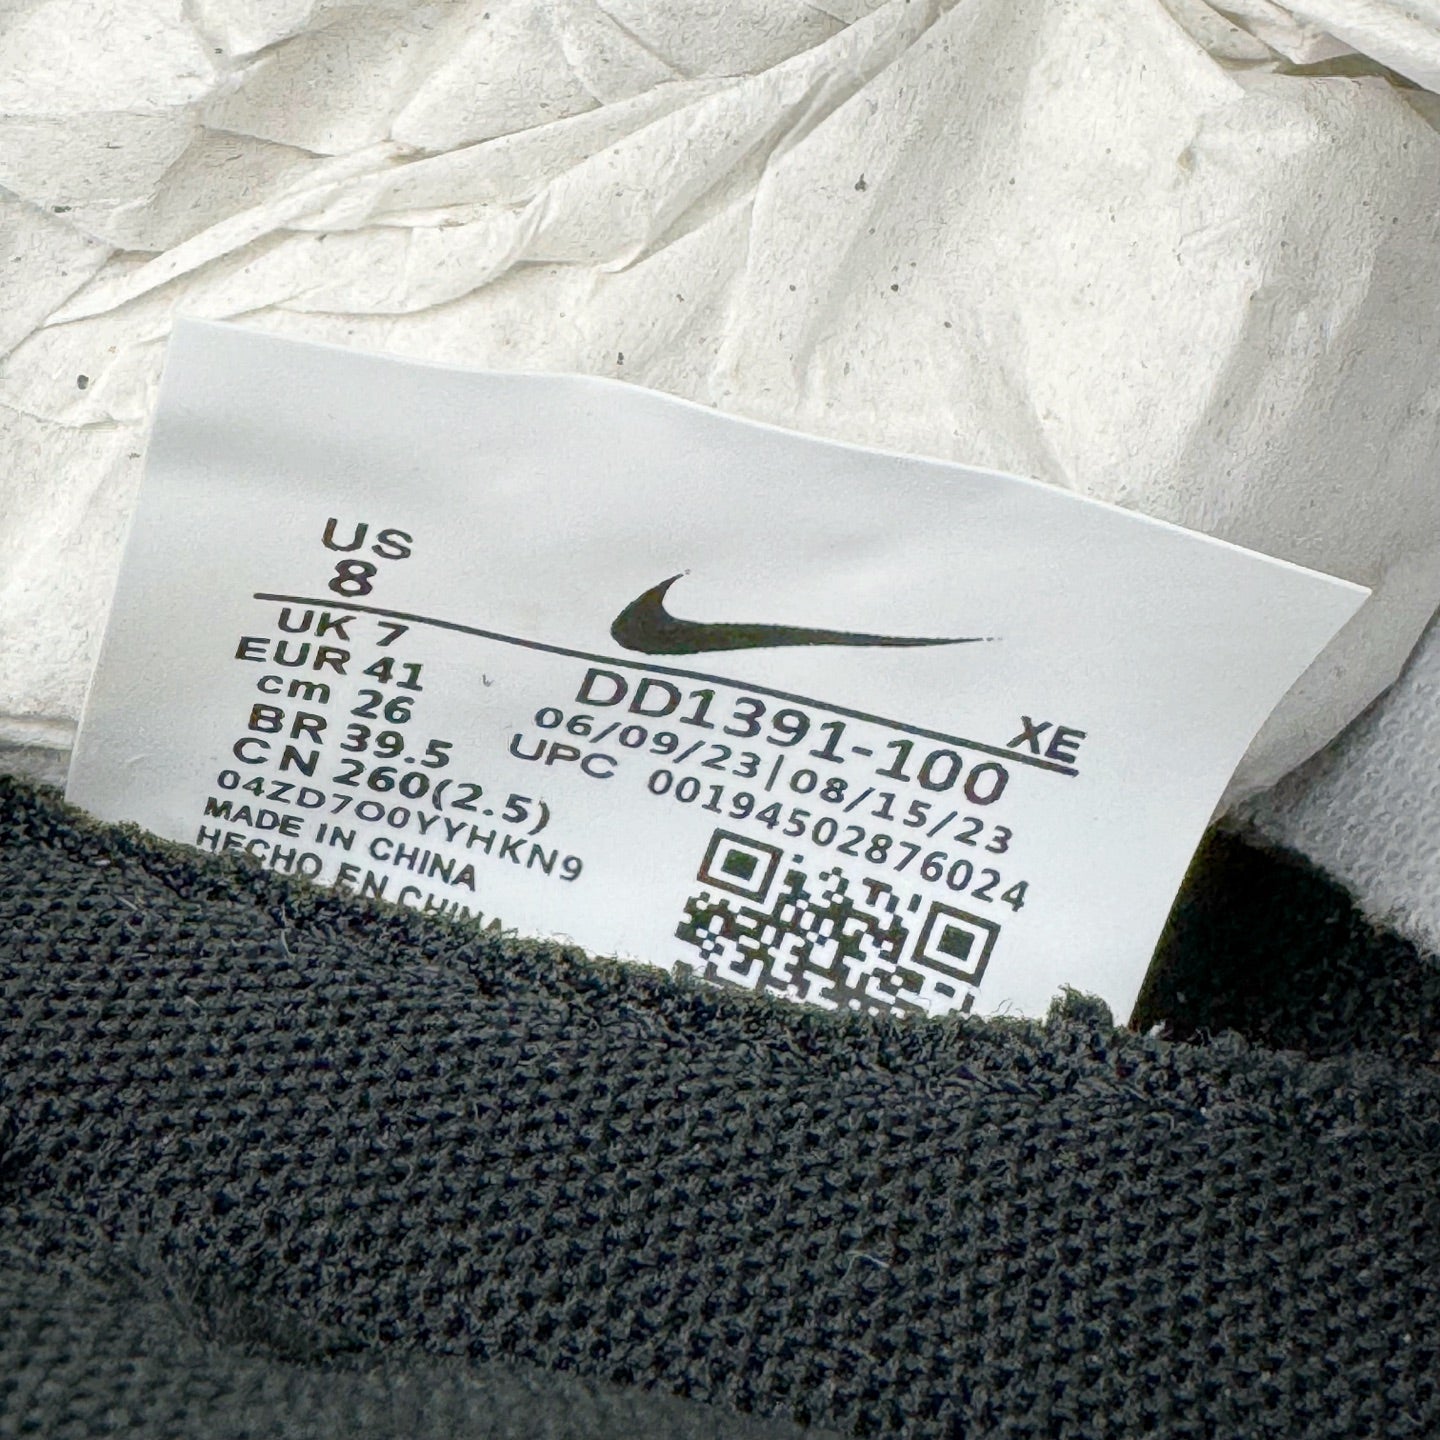 US
8
UK 7
EUR 41
cm 26
BR 39.5
CN 260(2.5)
04ZD7O0YYHKN9
MADE IN CHINA
HECHO EN CHINA
XE
DD1391-100
06/09/23|08/15/23
UPC 00194502876024